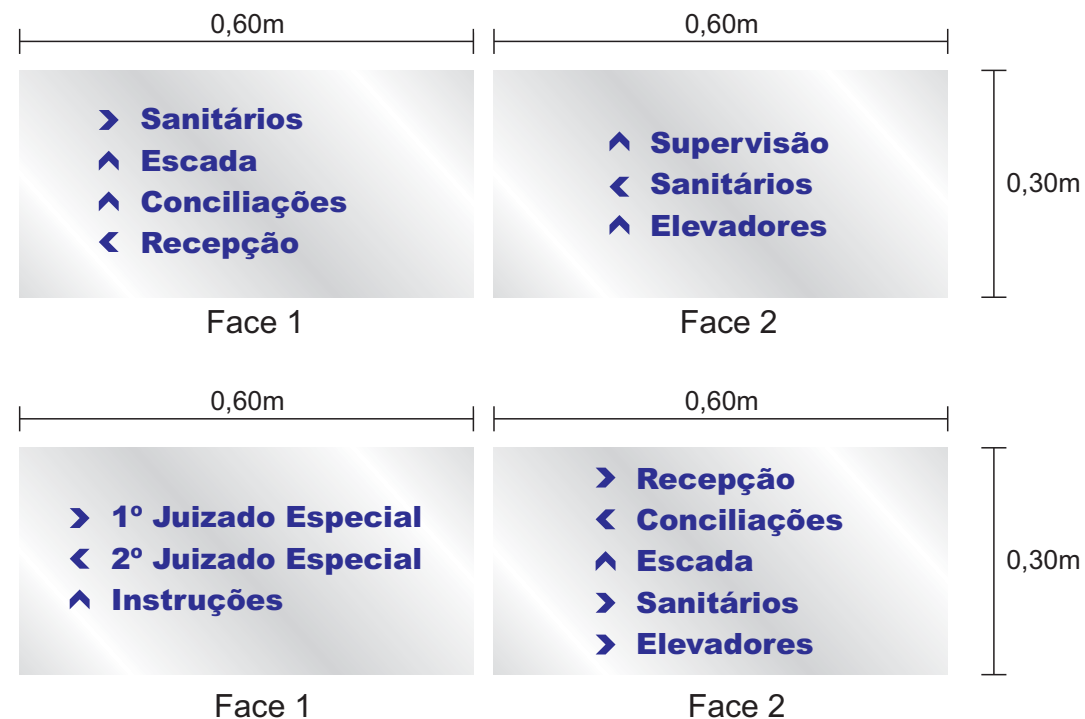 0,60m
0,60m
Sanitários
Escada
Conciliações
Recepção
Supervisão
Sanitários
Elevadores
0,30m
Face 1
Face 2
0,60m
0,60m
1º Juizado Especial
2º Juizado Especial
Instruções
Recepção
Conciliações
Escada
Sanitários
Elevadores
0,30m
Face 1
Face 2